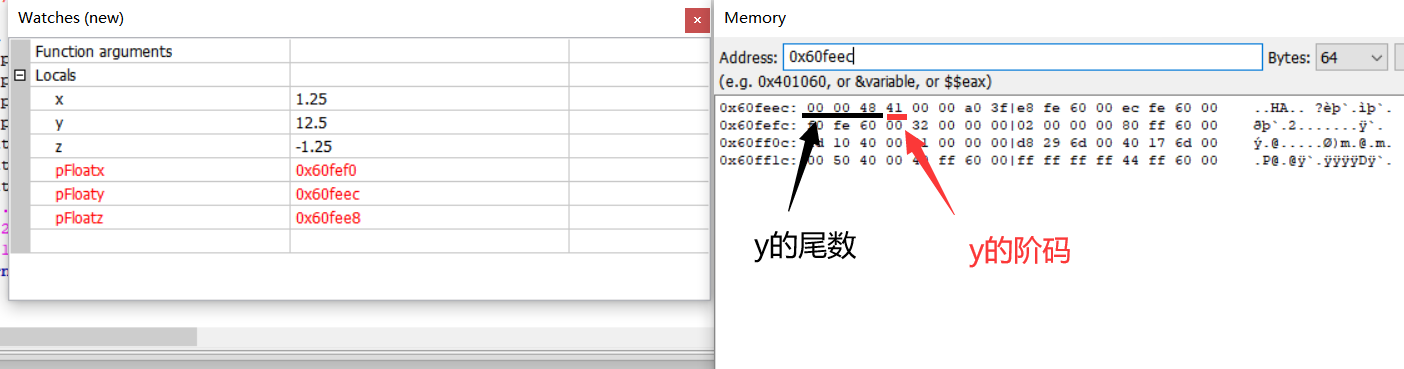 Watches (new)
Function arguments
Locals
x 1.25
y 12.5
z -1.25
pFloatx 0x60fef0
pFloaty 0x60feec
pFloatz 0x60fee8
Memory
Address: 0x60feec Bytes: 64
(e.g. 0x401060, or &variable, or $$eax)
0x60feec: 00 00 48 41 00 00 a0 3f|e8 fe 60 00 ec fe 60 00 ..HA.. ?èþ`.ìþ`.
0x60fefc: f0 fe 60 00 32 00 00 00|02 00 00 00 80 ff 60 00 ðþ`.2.......ÿ`.
0x60ff0c: 10 40 00 00 00 00|d8 29 6d 00 40 17 6d 00 ý.@.....Ø)m.@.m.
0x60ff1c: 00 50 40 00 ff 60 00|ff ff ff ff 44 ff 60 00 .P@.@ÿ`.ÿÿÿÿDÿ`.
y的尾数
y的阶码